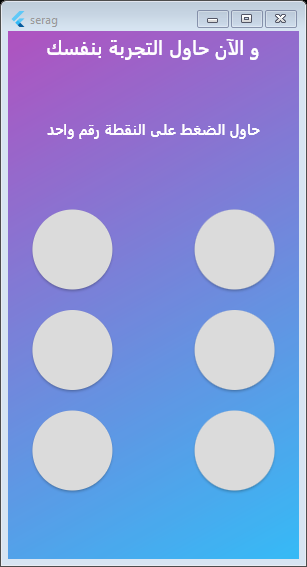 serag
و الآن حاول التجربة بنفسك
حاول الضغط على النقطة رقم واحد